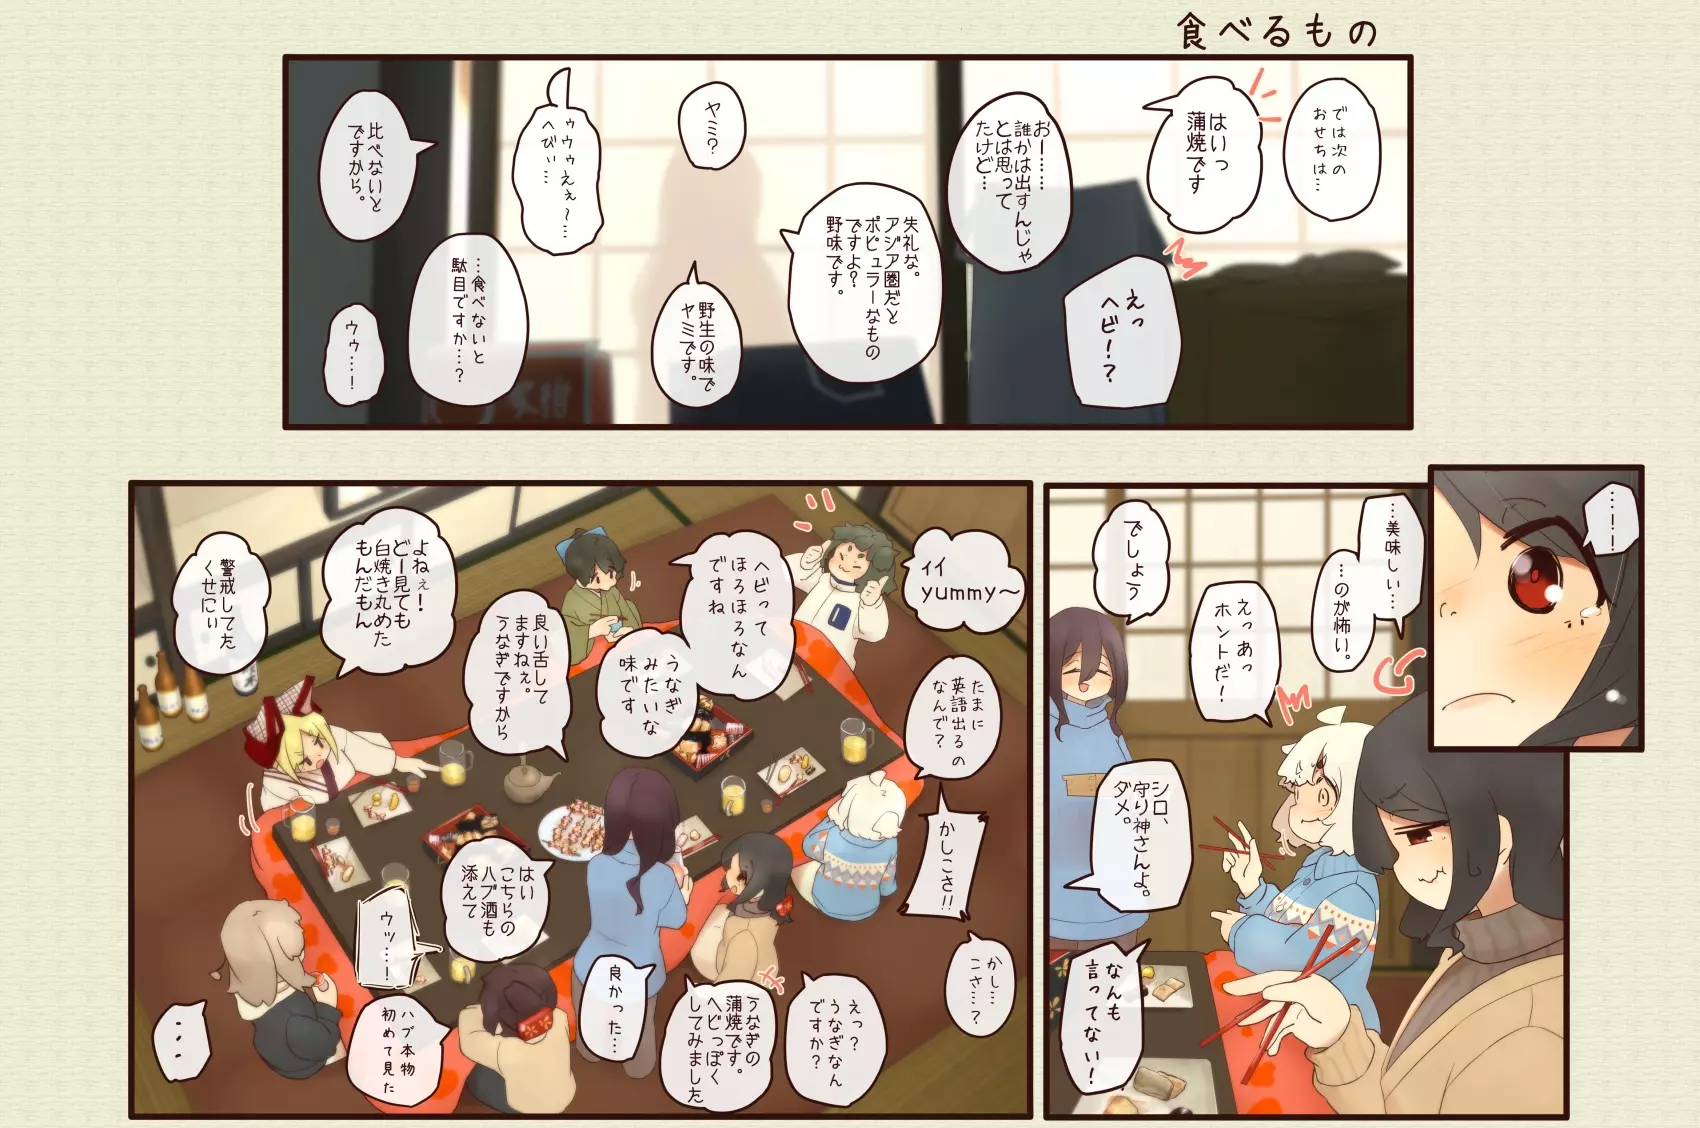 食べるもの
では次の
おせちは…
はいっ
蒲焼です
えっ
ヘビ!?
おー……
誰かは出すんじゃ
とは思って
たけど…
失礼な。
アジア圏だと
ポピュラーなもの
ですよ?
野味です。
ヤミ?
野生の味で
ヤミです。
ゥウウゥえぇ〜…
へびぃ…
…食べないと
駄目ですか…?
比べないと
ですから。
ウゥ…!
…!!
…美味しい…
…のが怖い。
えっあっ
ホントだ!
でしょう
シロ、
守り神さんよ。
ダメ。
なんも
言ってない!
ィイ
yummy〜
たまに
英語出るの
なんで?
かしこさ!!
かし…
こさ…?
ヘビって
ほろほろなん
ですね
うなぎ
みたいな
味です
良い舌して
ますねぇ。
うなぎですから
えっ?
うなぎなん
ですか?
うなぎの
蒲焼です。
ヘビっぽく
してみました
良かった…
よねぇ!
どー見ても
白焼き丸めた
もんだもん
警戒してた
くせにぃ
はい
こちらの
ハブ酒も
添えて
ウッ…!
ハブ本物
初めて見た
…